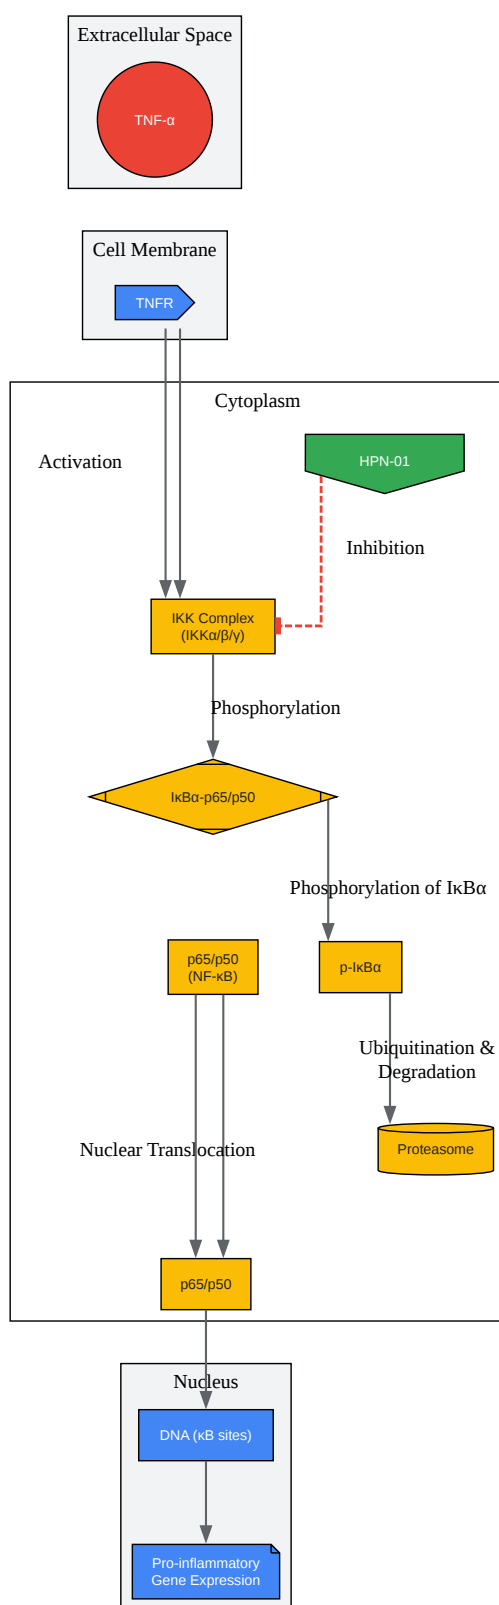 Extracellular Space
TNF-α
Cell Membrane
TNFR
Cytoplasm
Activation
HPN-01
Inhibition
IKK Complex
(IKKα/β/γ)
Phosphorylation
IκBα-p65/p50
Phosphorylation of IκBα
p65/p50
(NF-κB)
p-IκBα
Ubiquitination &
Degradation
Nuclear Translocation
Proteasome
p65/p50
Nucleus
DNA (κB sites)
Pro-inflammatory
Gene Expression